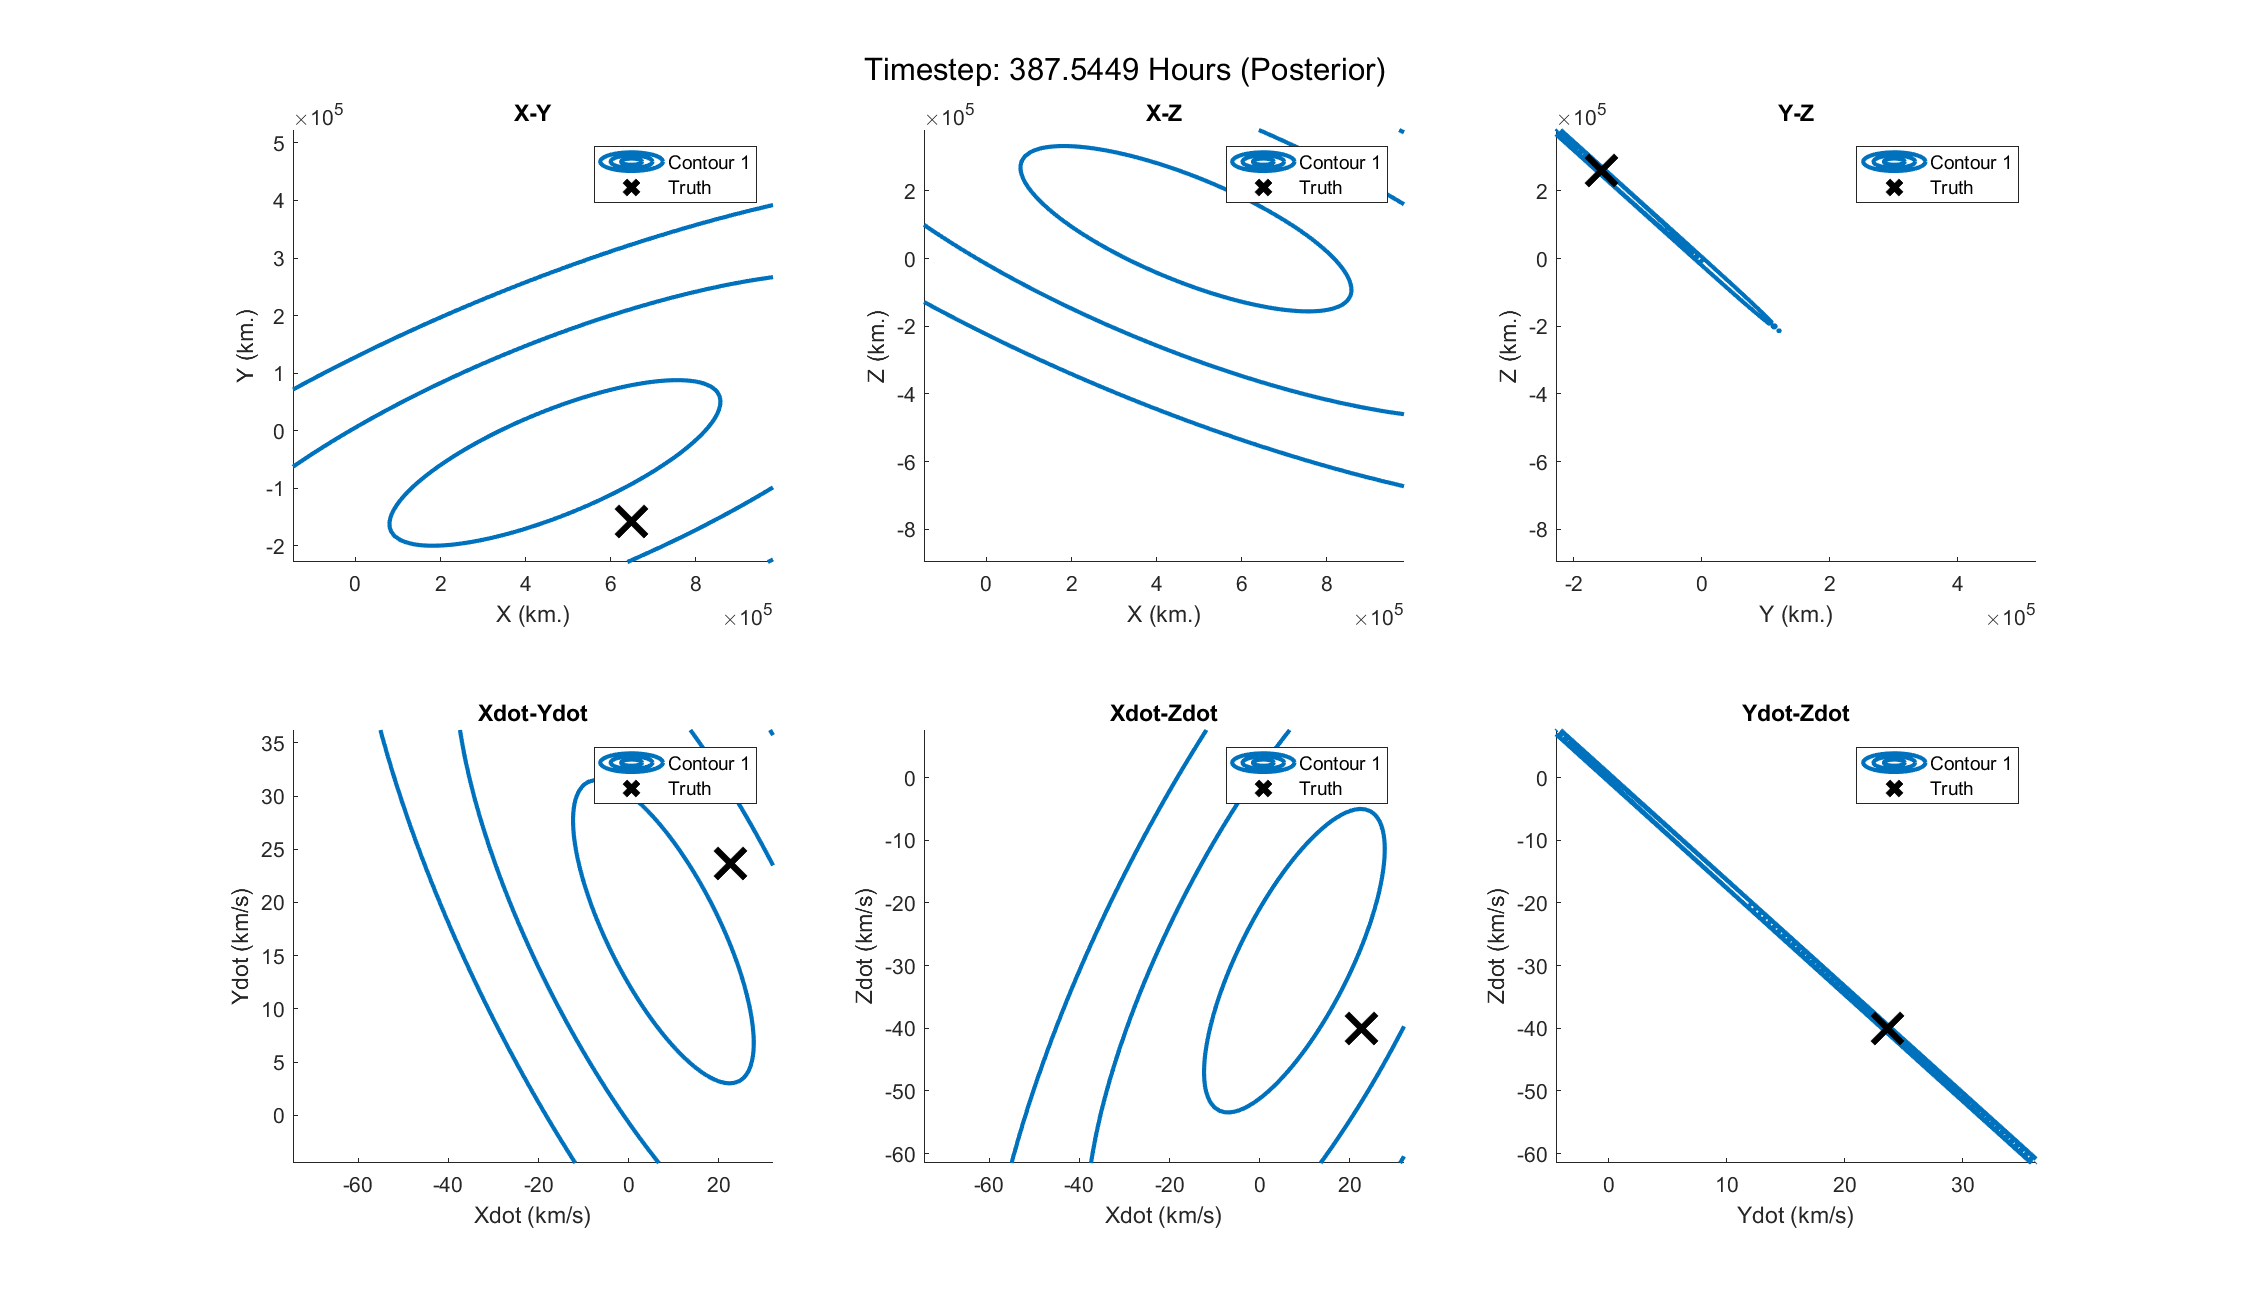 Timestep: 387.5449 Hours (Posterior)
X-Y
×10^5
5
4
3
2
1
0
-1
-2
Y (km.)
0 2 4 6 8
X (km.)
×10^5
Contour 1
Truth
X-Z
×10^5
2
0
-2
-4
-6
-8
Z (km.)
0 2 4 6 8
X (km.)
×10^5
Contour 1
Truth
Y-Z
×10^5
2
0
-2
-4
-6
-8
Z (km.)
-2 0 2 4
Y (km.)
×10^5
Contour 1
Truth
Xdot-Ydot
35
30
25
20
15
10
5
0
Ydot (km/s)
-60 -40 -20 0 20
Xdot (km/s)
Contour 1
Truth
Xdot-Zdot
0
-10
-20
-30
-40
-50
-60
Zdot (km/s)
-60 -40 -20 0 20
Xdot (km/s)
Contour 1
Truth
Ydot-Zdot
0
-10
-20
-30
-40
-50
-60
Zdot (km/s)
0 10 20 30
Ydot (km/s)
Contour 1
Truth